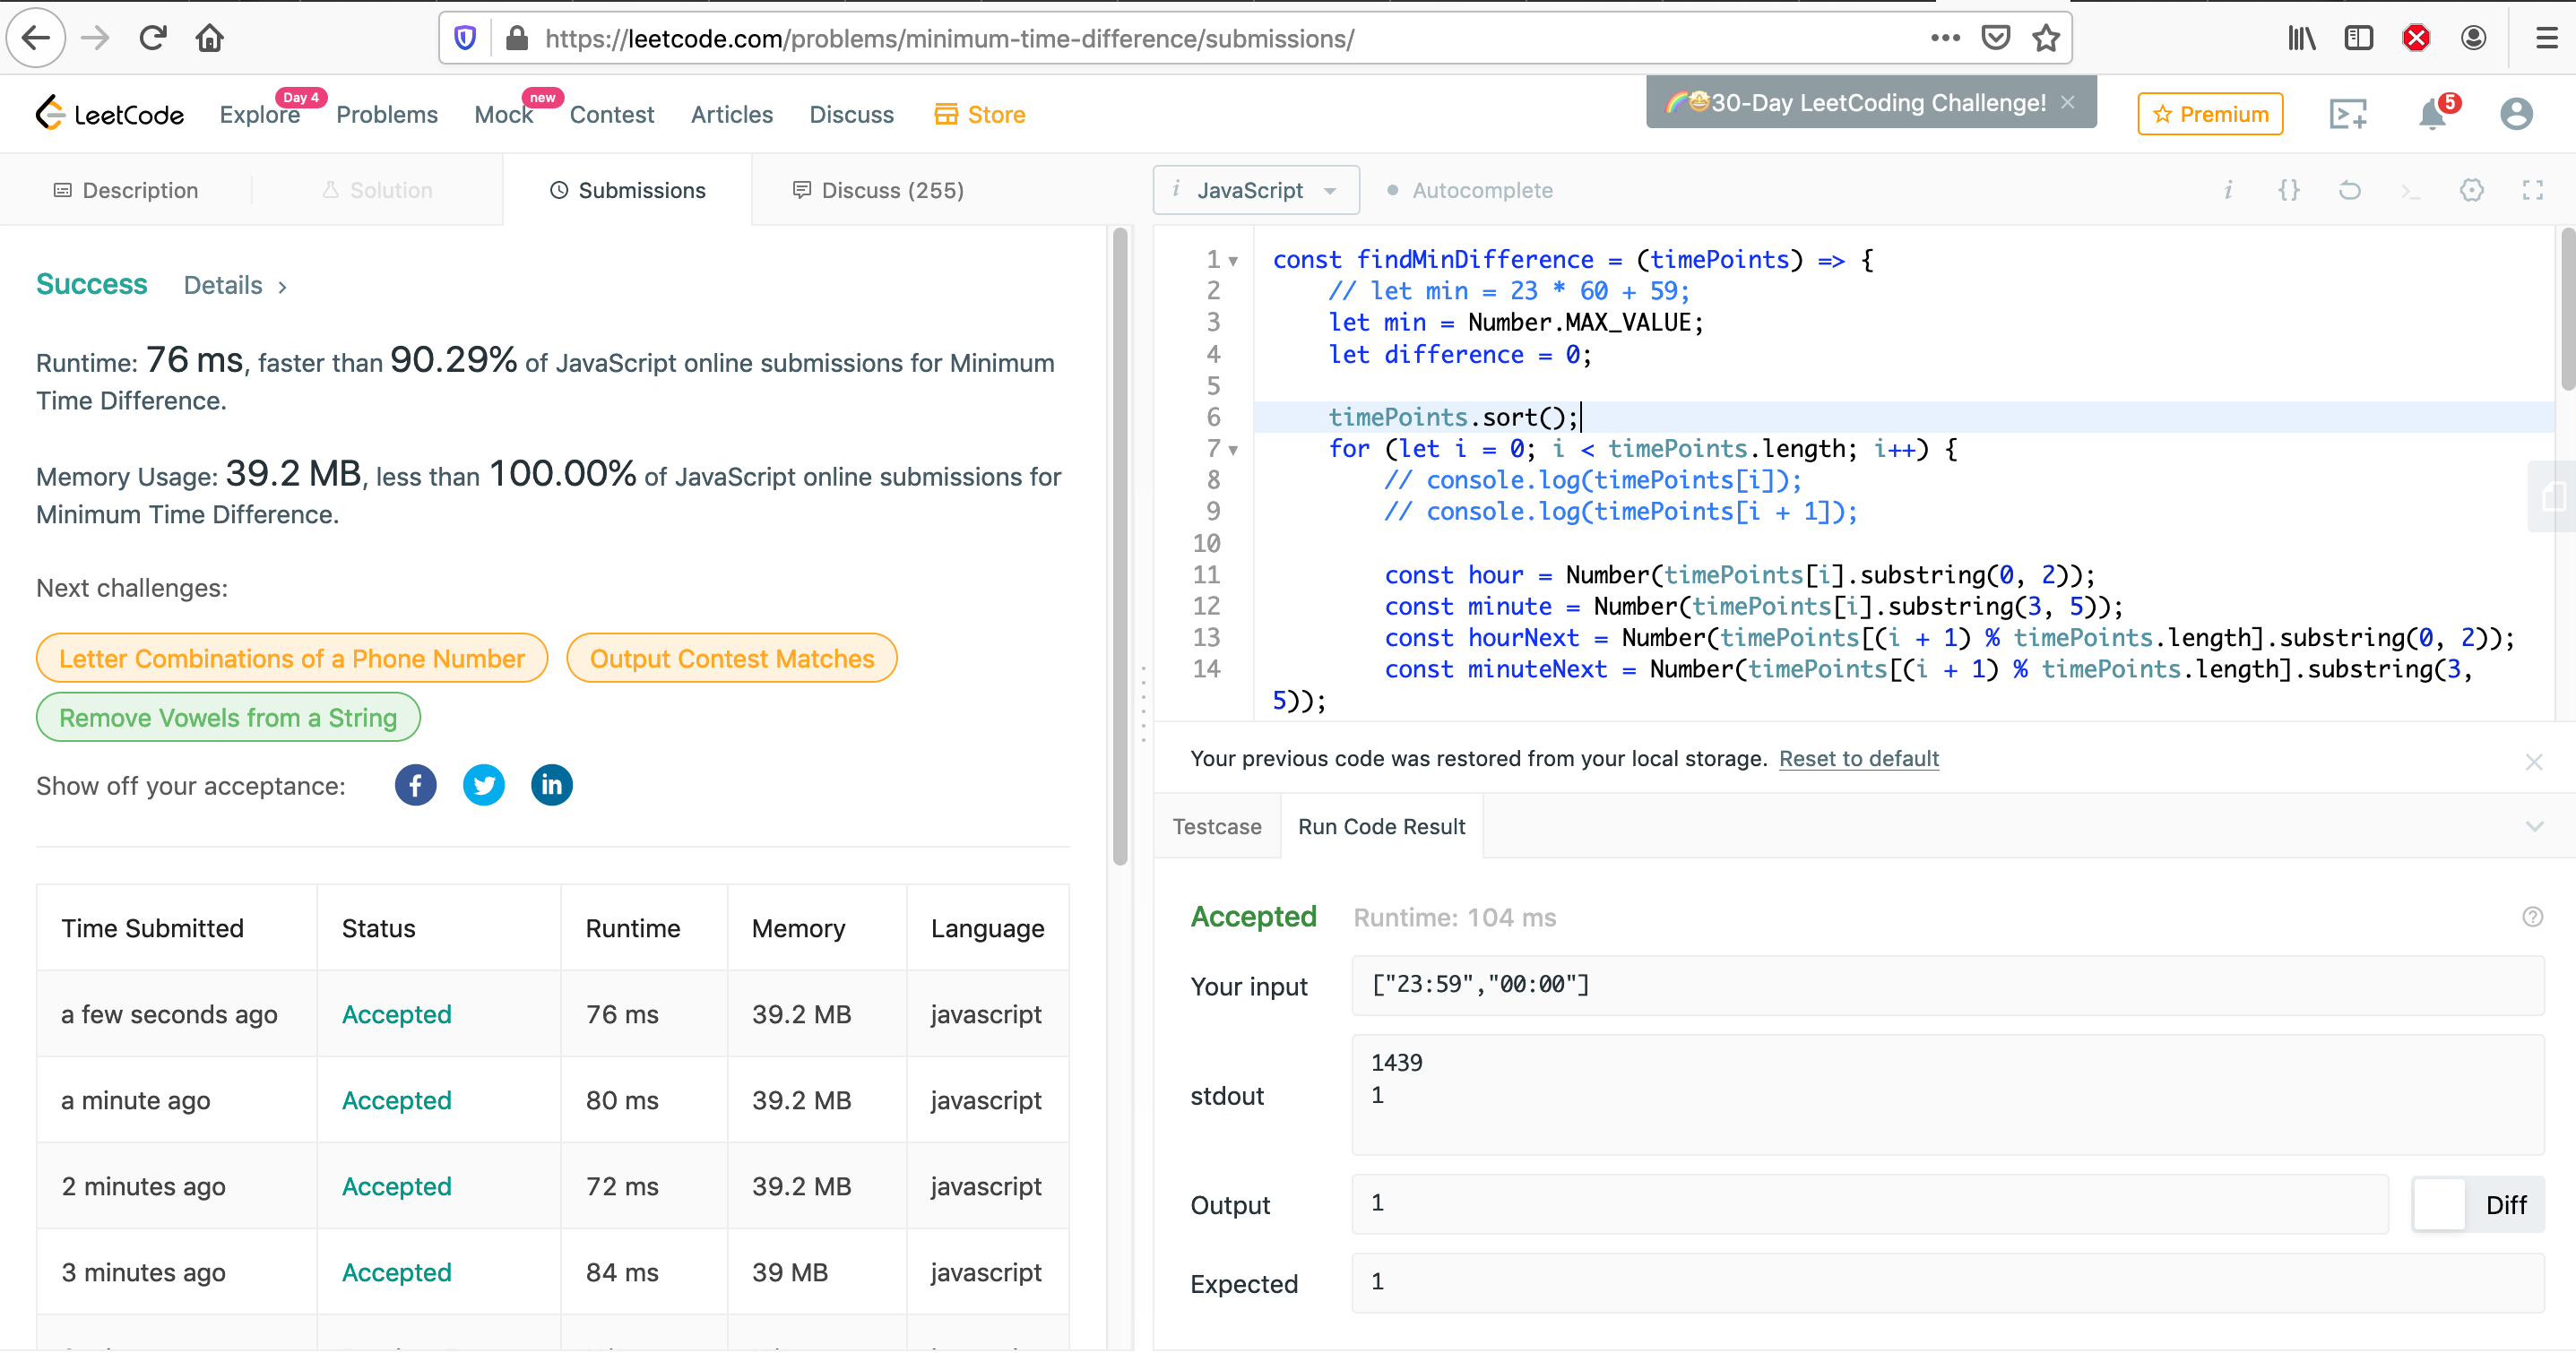 https://leetcode.com/problems/minimum-time-difference/submissions/
LeetCode
Explore
Day 4
Problems
Mock
new
Contest
Articles
Discuss
Store
🌈🤩30-Day LeetCoding Challenge!
Premium
5
Description
Solution
Submissions
Discuss (255)
Success Details >
Runtime: 76 ms, faster than 90.29% of JavaScript online submissions for Minimum
Time Difference.
Memory Usage: 39.2 MB, less than 100.00% of JavaScript online submissions for
Minimum Time Difference.
Next challenges:
Letter Combinations of a Phone Number
Output Contest Matches
Remove Vowels from a String
Show off your acceptance:
Time Submitted Status Runtime Memory Language
a few seconds ago Accepted 76 ms 39.2 MB javascript
a minute ago Accepted 80 ms 39.2 MB javascript
2 minutes ago Accepted 72 ms 39.2 MB javascript
3 minutes ago Accepted 84 ms 39 MB javascript
i JavaScript
Autocomplete
1 const findMinDifference = (timePoints) => {
2 // let min = 23 * 60 + 59;
3 let min = Number.MAX_VALUE;
4 let difference = 0;
5
6 timePoints.sort();
7 for (let i = 0; i < timePoints.length; i++) {
8 // console.log(timePoints[i]);
9 // console.log(timePoints[i + 1]);
10
11 const hour = Number(timePoints[i].substring(0, 2));
12 const minute = Number(timePoints[i].substring(3, 5));
13 const hourNext = Number(timePoints[(i + 1) % timePoints.length].substring(0, 2));
14 const minuteNext = Number(timePoints[(i + 1) % timePoints.length].substring(3,
5));
Your previous code was restored from your local storage. Reset to default
Testcase
Run Code Result
Accepted Runtime: 104 ms
Your input
["23:59","00:00"]
stdout
1439
1
Output
1
Diff
Expected
1